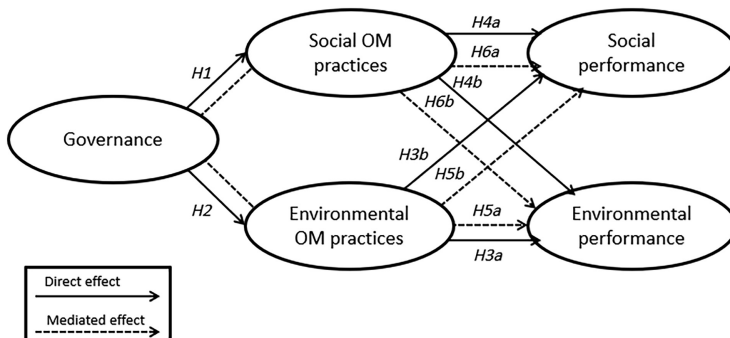 H4a
Social OM
practices
H6a
Social
performance
H1
H4b
H6b
Governance
H3b
H5b
H2
Environmental
OM practices
H5a
H3a
Environmental
performance
Direct effect
Mediated effect